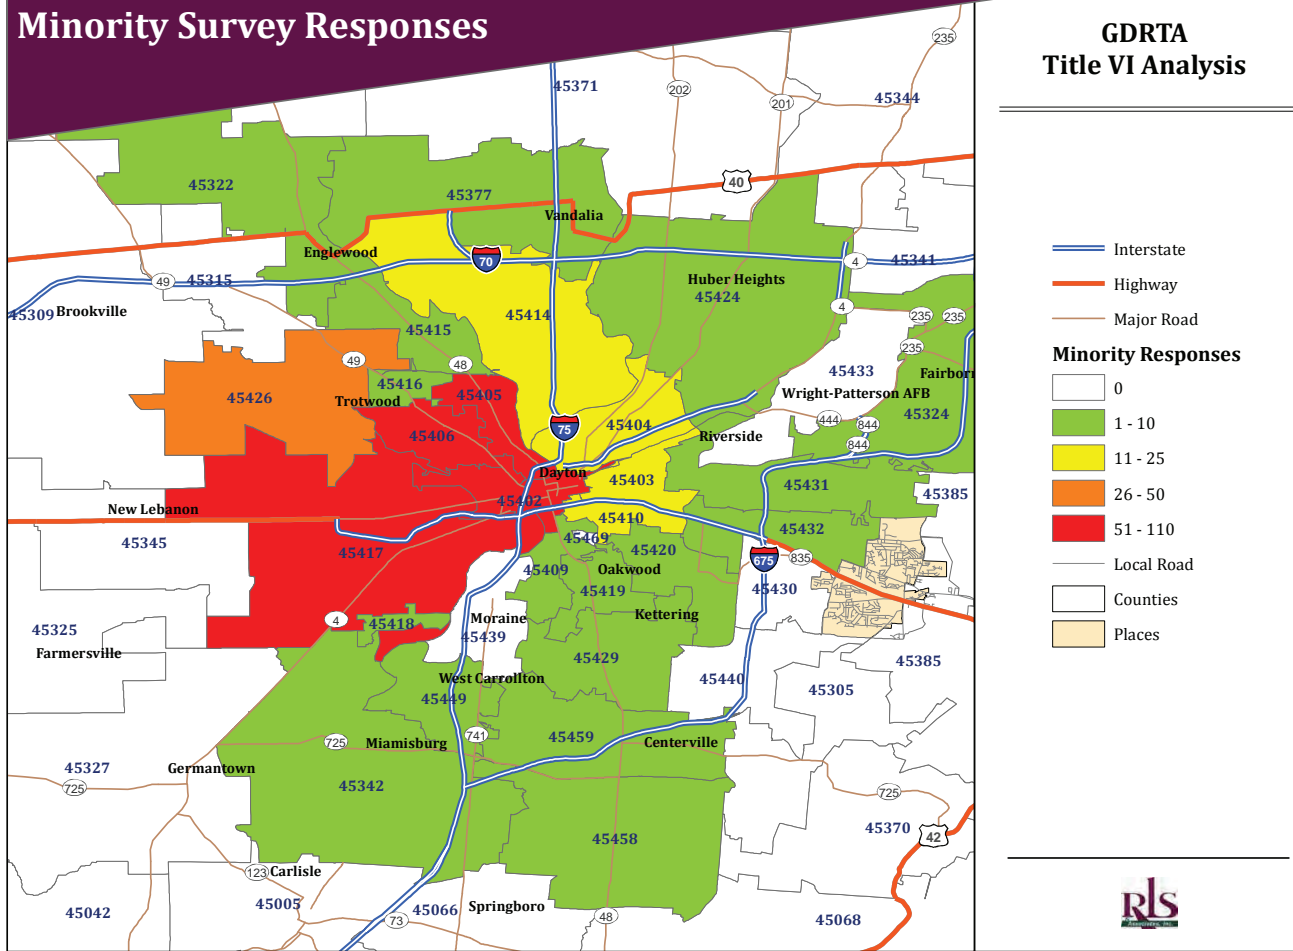 Minority Survey Responses
GDRTA
Title VI Analysis
235
45371
202
201
45344
40
45322
45377
Vandalia
Englewood
70
4
45341
49
45315
Huber Heights
45424
45309
Brookville
45414
4
235
235
45415
235
49
48
45433
Fairborn
45416
45405
Wright-Patterson AFB
45426
Trotwood
45324
444
844
45404
75
45406
Riverside
844
Dayton
45403
45431
45385
45402
New Lebanon
45410
45432
45345
45417
45469
45420
675
835
45409
Oakwood
45419
45430
4
45418
Moraine
Kettering
45325
45439
Farmersville
45429
45385
West Carrollton
45440
45305
45449
725
Miamisburg
741
45459
Centerville
45327
Germantown
725
45342
725
45370
42
45458
123
Carlisle
45042
45005
45066
Springboro
73
48
45068
Interstate
Highway
Major Road
Minority Responses
0
1 - 10
11 - 25
26 - 50
51 - 110
Local Road
Counties
Places
RLS